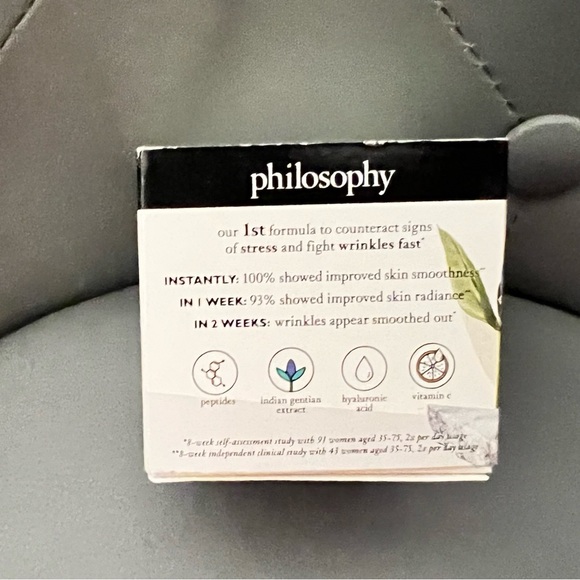 philosophy
our 1st formula to counteract signs
of stress and fight wrinkles fast*
INSTANTLY: 100% showed improved skin smoothness**
IN 1 WEEK: 93% showed improved skin radiance**
IN 2 WEEKS: wrinkles appear smoothed out*
peptides
indian gentian
extract
hyaluronic
acid
vitamin c
*8-week self-assessment study with 91 women aged 35-75, 2x per day usage
**8-week independent clinical study with 43 women aged 35-75, 2x per day usage